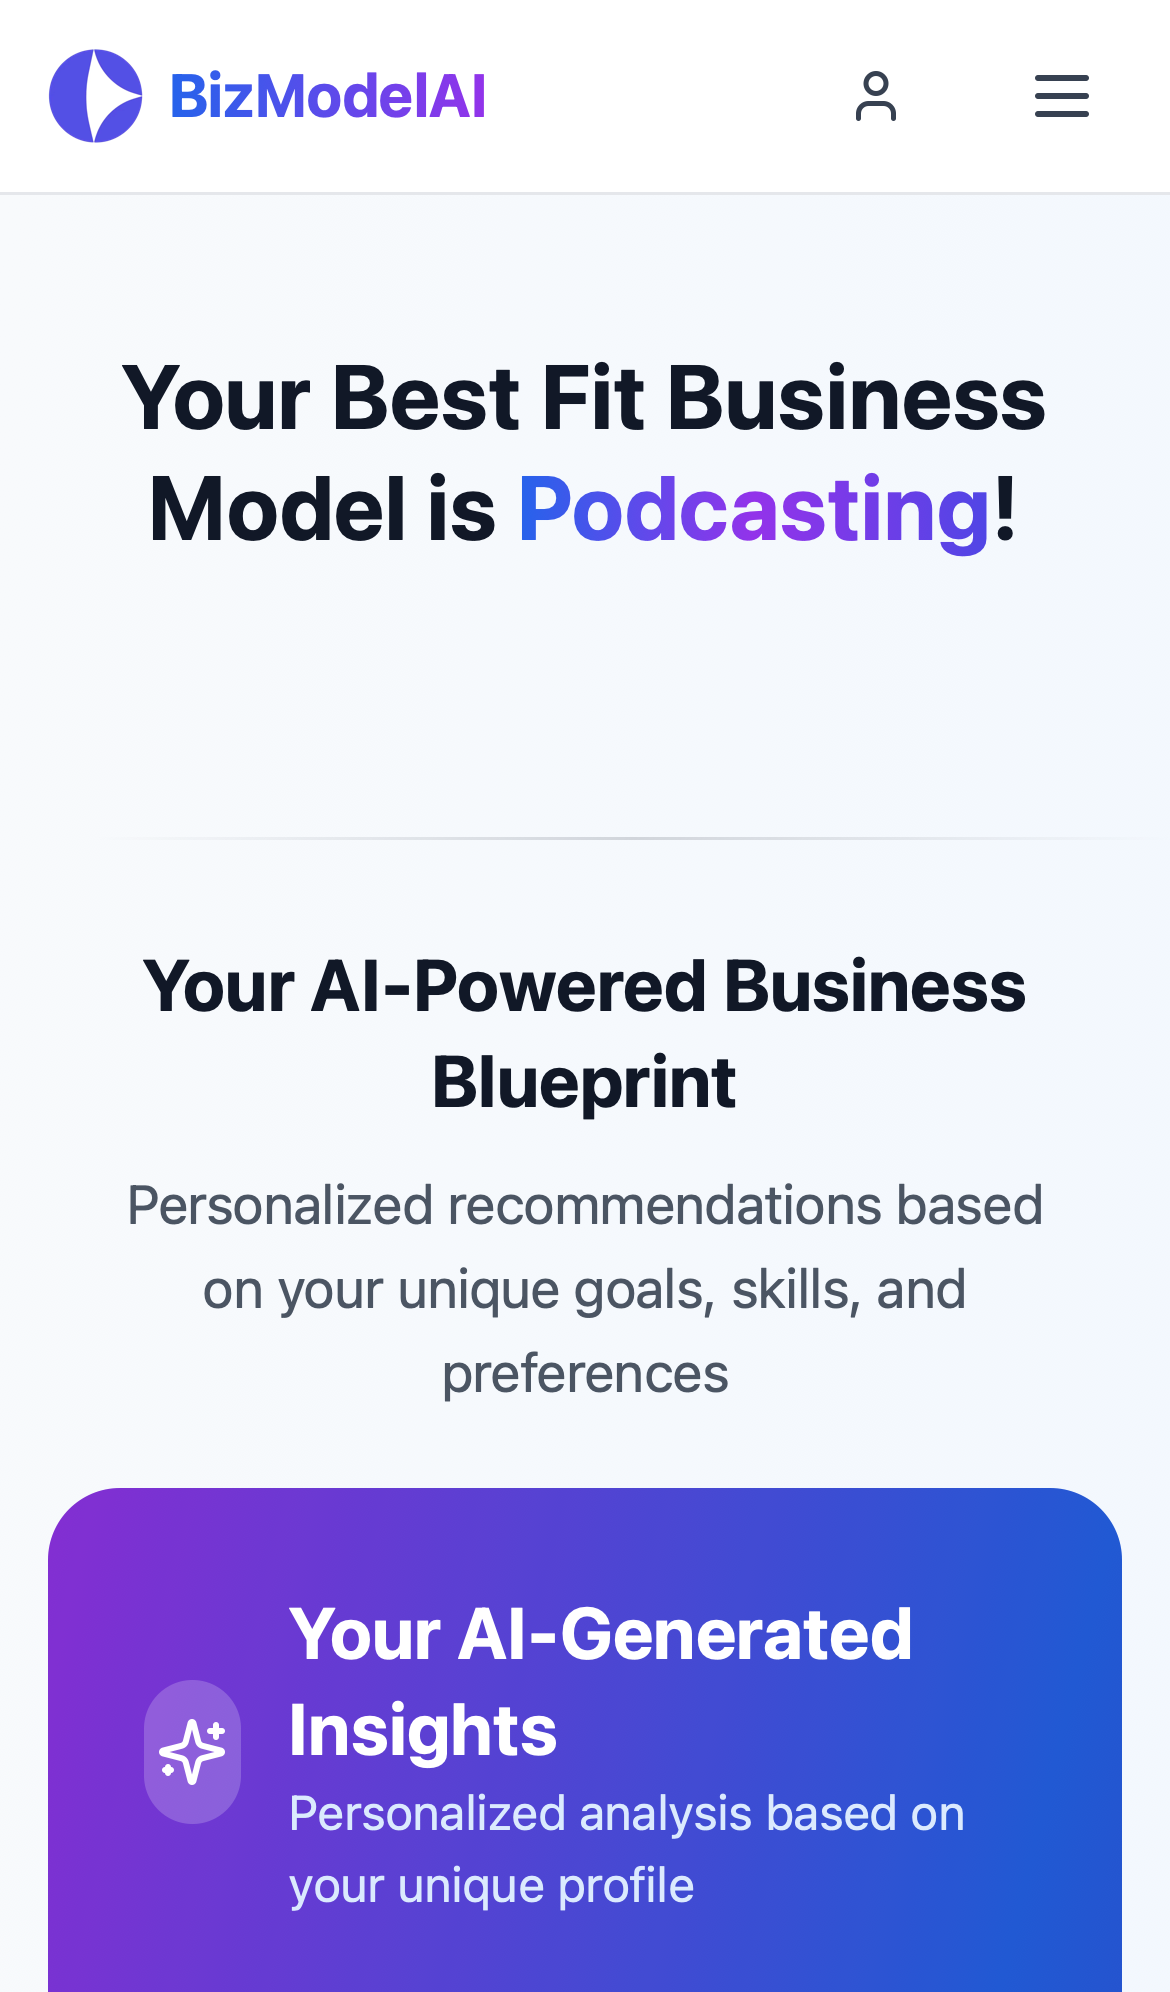 BizModelAI
Your Best Fit Business
Model is Podcasting!
Your AI-Powered Business
Blueprint
Personalized recommendations based
on your unique goals, skills, and
preferences
Your AI-Generated
Insights
Personalized analysis based on
your unique profile